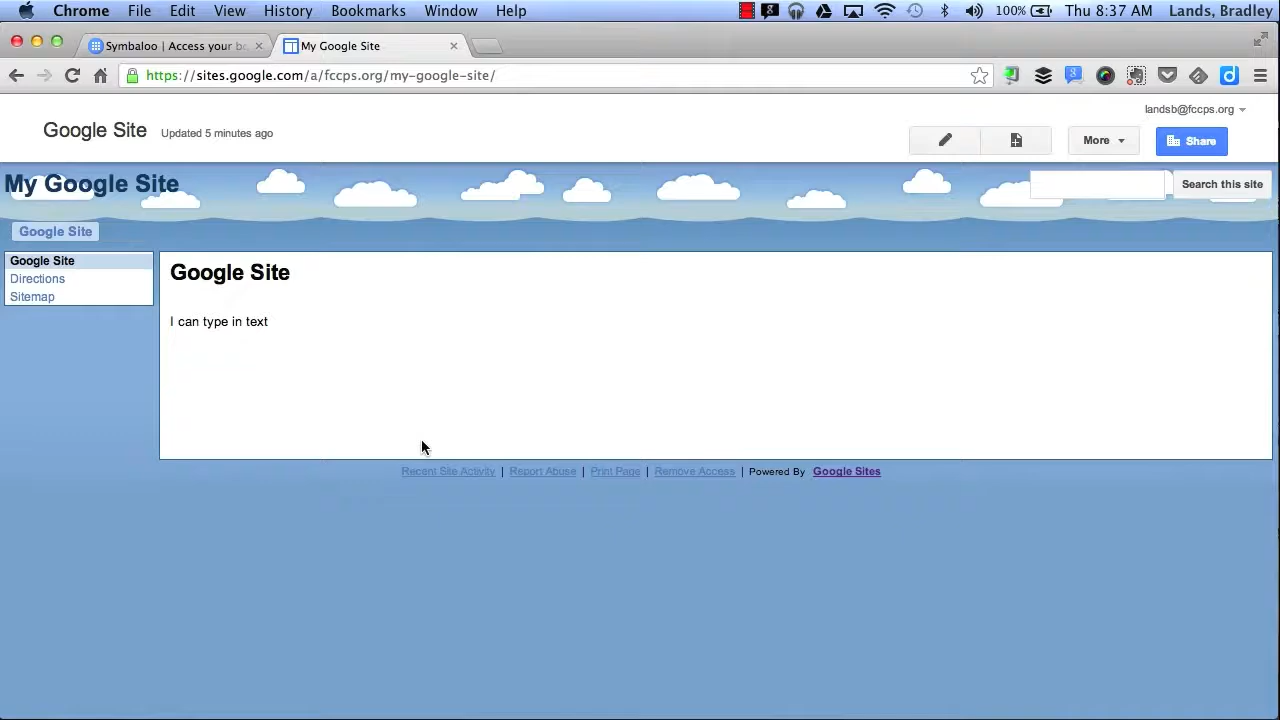 Chrome File Edit View History Bookmarks Window Help 100% Thu 8:37 AM Lands, Bradley
Symbaloo | Access your bo
My Google Site
https://sites.google.com/a/fccps.org/my-google-site/
landsb@fccps.org
Google Site Updated 5 minutes ago
More Share
My Google Site
Search this site
Google Site
Google Site
Directions
Sitemap
Google Site
I can type in text
Recent Site Activity | Report Abuse | Print Page | Remove Access | Powered By Google Sites